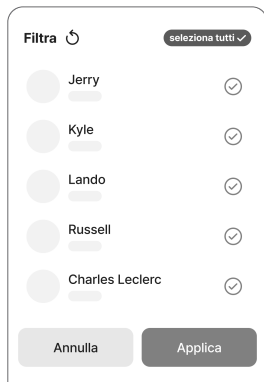 Filtra
seleziona tutti
Jerry
Kyle
Lando
Russell
Charles Leclerc
Annulla
Applica